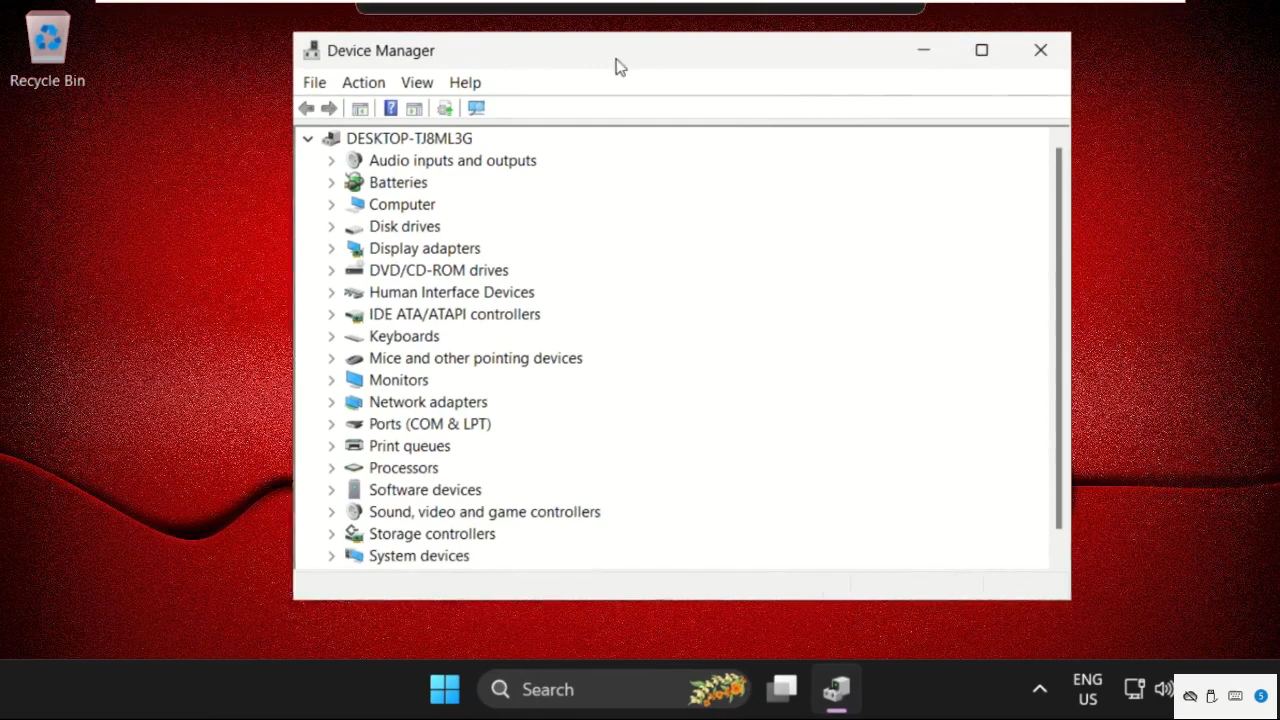 Recycle Bin
Device Manager
File Action View Help
DESKTOP-TJ8ML3G
Audio inputs and outputs
Batteries
Computer
Disk drives
Display adapters
DVD/CD-ROM drives
Human Interface Devices
IDE ATA/ATAPI controllers
Keyboards
Mice and other pointing devices
Monitors
Network adapters
Ports (COM & LPT)
Print queues
Processors
Software devices
Sound, video and game controllers
Storage controllers
System devices
Search
ENG
US
5